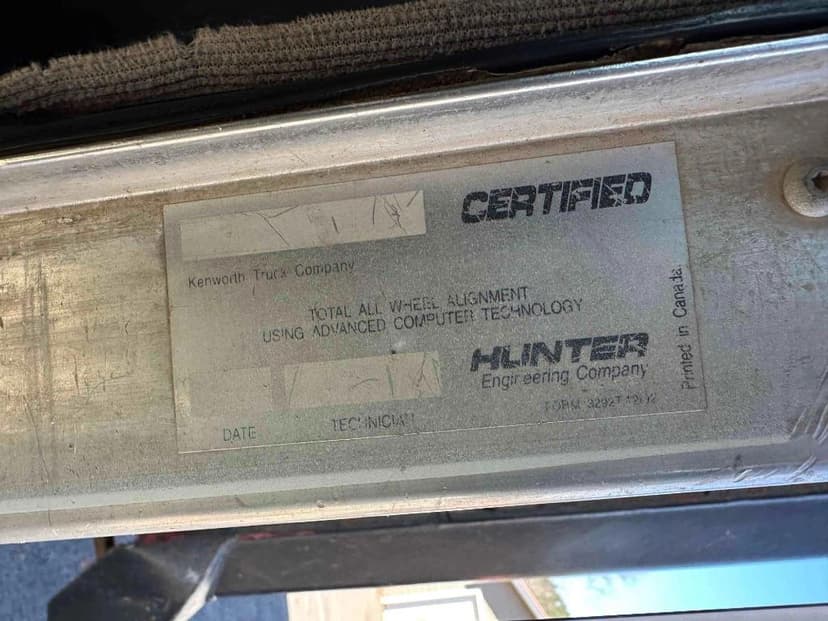 CERTIFIED
Kenworth Truck Company
TOTAL ALL WHEEL ALIGNMENT
USING ADVANCED COMPUTER TECHNOLOGY
HUNTER
Engineering Company
DATE
TECHNICIAN
FORM
Printed in Canada